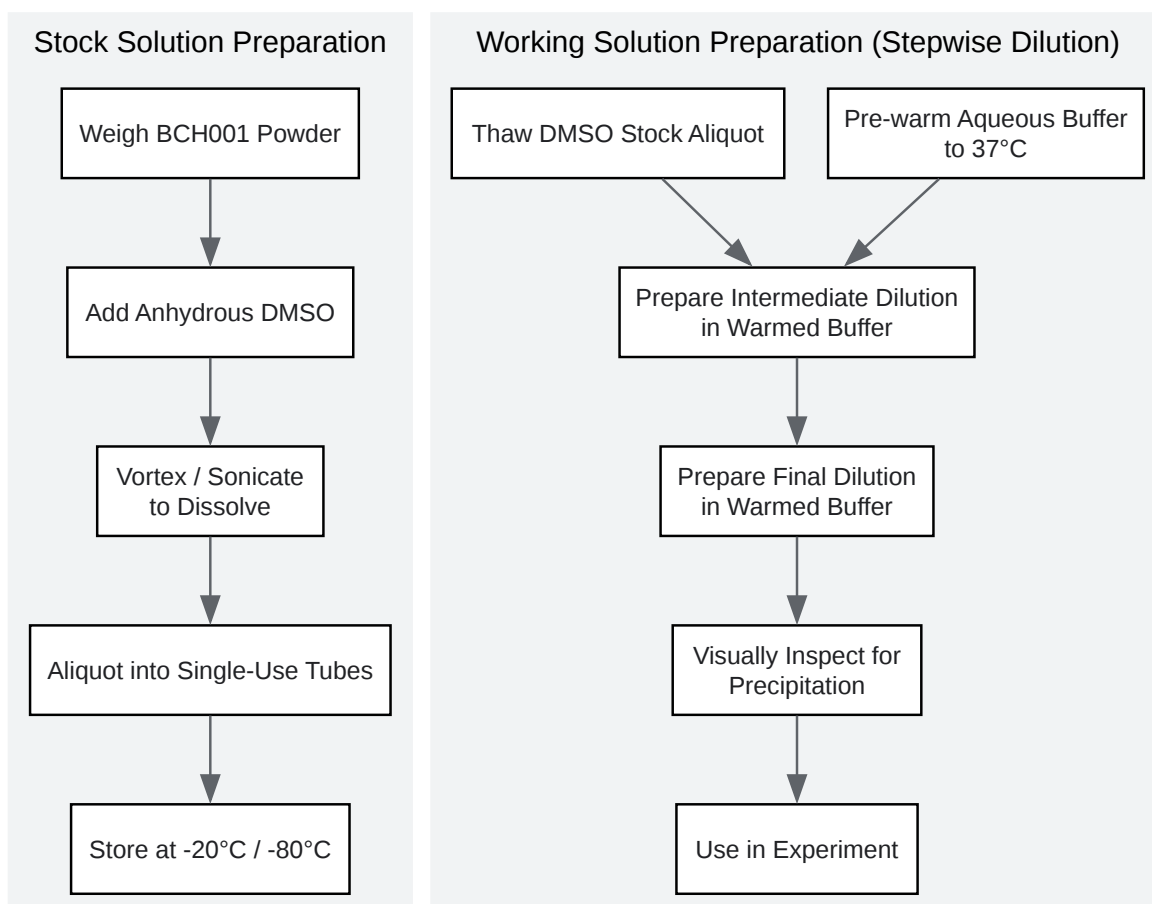 Stock Solution Preparation
Weigh BCH001 Powder
Add Anhydrous DMSO
Vortex / Sonicate
to Dissolve
Aliquot into Single-Use Tubes
Store at -20°C / -80°C
Working Solution Preparation (Stepwise Dilution)
Thaw DMSO Stock Aliquot
Pre-warm Aqueous Buffer
to 37°C
Prepare Intermediate Dilution
in Warmed Buffer
Prepare Final Dilution
in Warmed Buffer
Visually Inspect for
Precipitation
Use in Experiment